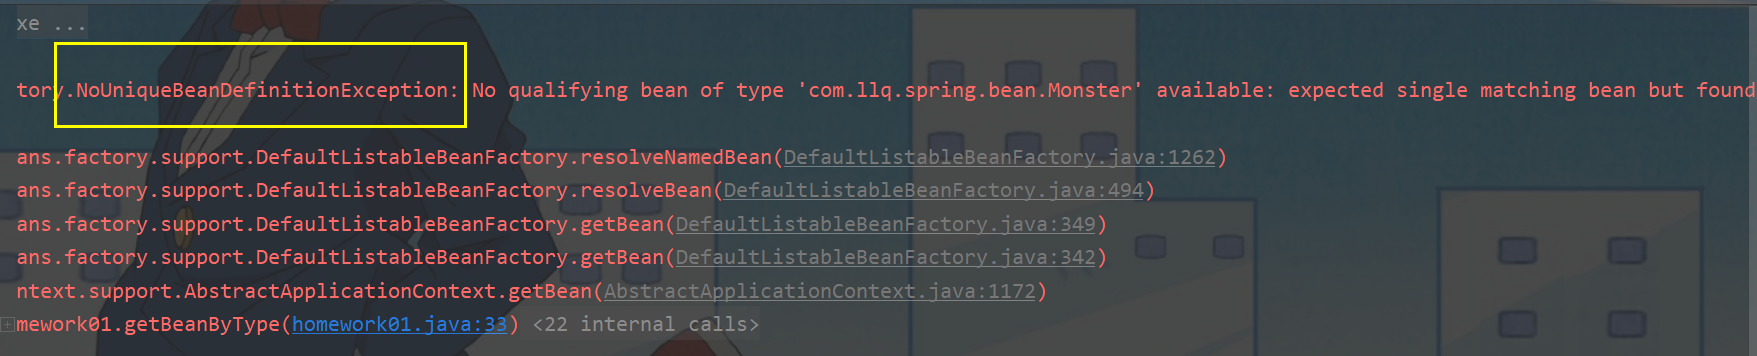 xe ...
tory.NoUniqueBeanDefinitionException: No qualifying bean of type 'com.llq.spring.bean.Monster' available: expected single matching bean but found
ans.factory.support.DefaultListableBeanFactory.resolveNamedBean(DefaultListableBeanFactory.java:1262)
ans.factory.support.DefaultListableBeanFactory.resolveBean(DefaultListableBeanFactory.java:494)
ans.factory.support.DefaultListableBeanFactory.getBean(DefaultListableBeanFactory.java:349)
ans.factory.support.DefaultListableBeanFactory.getBean(DefaultListableBeanFactory.java:342)
ntext.support.AbstractApplicationContext.getBean(AbstractApplicationContext.java:1172)
mework01.getBeanByType(homework01.java:33) <22 internal calls>